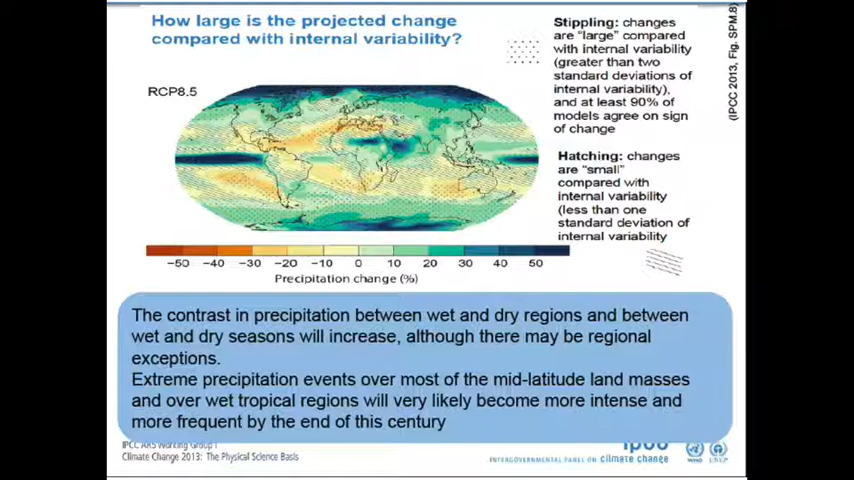 How large is the projected change
compared with internal variability?
Stippling: changes
are “large” compared
with internal variability
(greater than two
standard deviations of
internal variability),
and at least 90% of
models agree on sign
of change
(IPCC 2013, Fig. SPM.8)
RCP8.5
Hatching: changes
are “small”
compared with
internal variability
(less than one
standard deviation of
internal variability
−50 −40 −30 −20 −10 0 10 20 30 40 50
Precipitation change (%)
The contrast in precipitation between wet and dry regions and between
wet and dry seasons will increase, although there may be regional
exceptions.
Extreme precipitation events over most of the mid-latitude land masses
and over wet tropical regions will very likely become more intense and
more frequent by the end of this century
IPCC AR5 Working Group I
Climate Change 2013: The Physical Science Basis
ipcc
INTERGOVERNMENTAL PANEL ON climate change
WMO UNEP